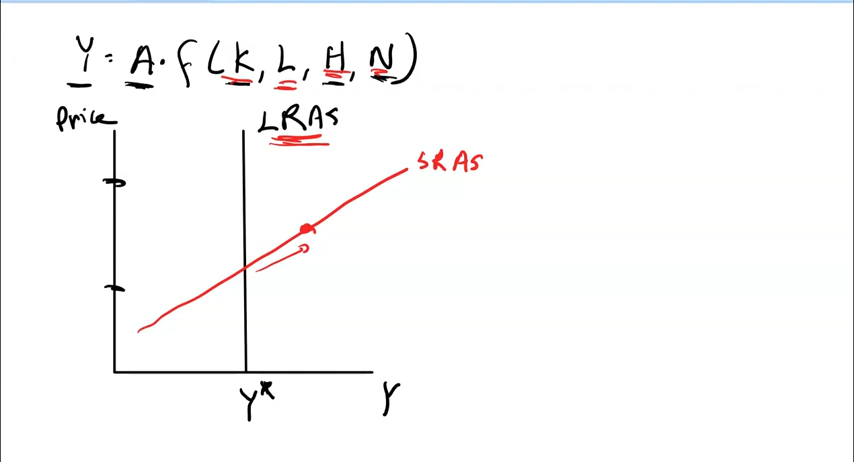 Y = A · f(K, L, H, N)
Price
LRAS
SRAS
Y*
Y